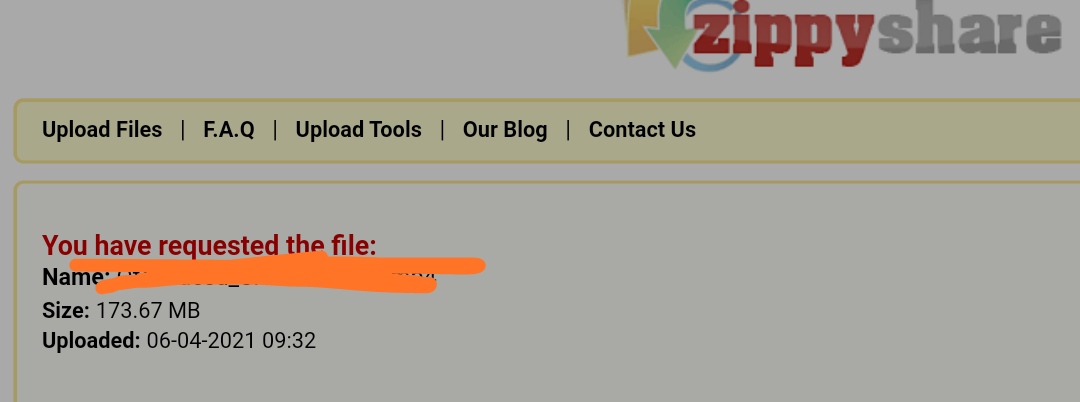 zippyshare
Upload Files | F.A.Q | Upload Tools | Our Blog | Contact Us
You have requested the file:
Name:
Size: 173.67 MB
Uploaded: 06-04-2021 09:32